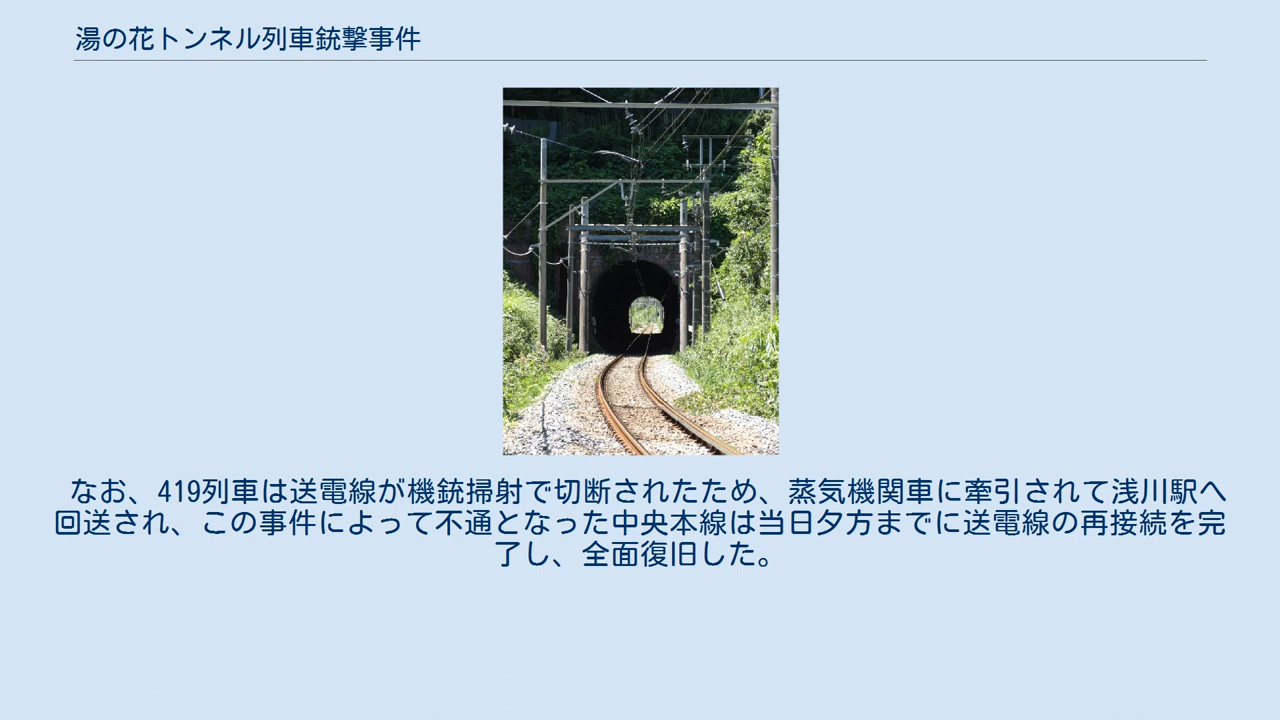 湯の花トンネル列車銃撃事件
なお、419列車は送電線が機銃掃射で切断されたため、蒸気機関車に牽引されて浅川駅へ
回送され、この事件によって不通となった中央本線は当日夕方までに送電線の再接続を完
了し、全面復旧した。